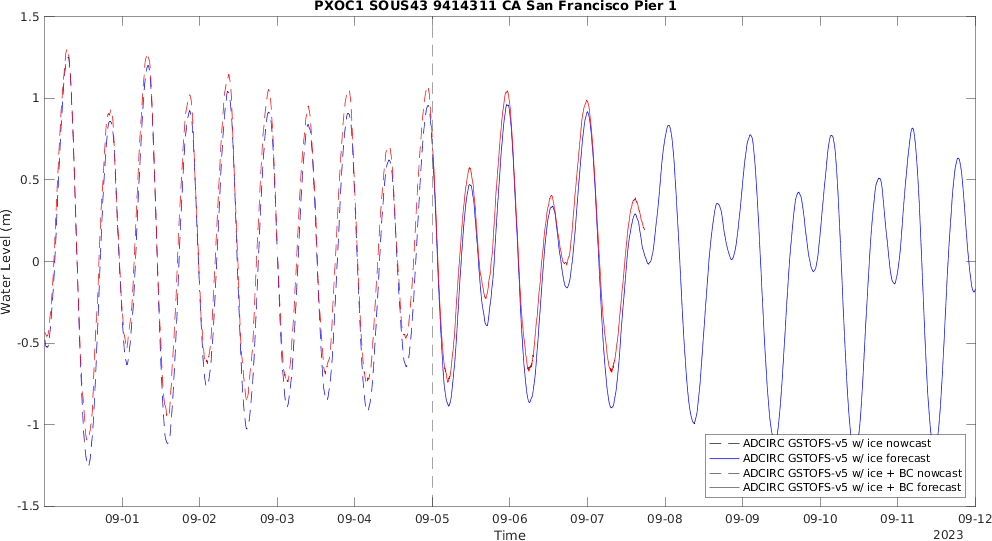 PXOC1 SOUS43 9414311 CA San Francisco Pier 1
1.5
1
0.5
0
-0.5
-1
-1.5
Water Level (m)
ADCIRC GSTOFS-v5 w/ ice nowcast
ADCIRC GSTOFS-v5 w/ ice forecast
ADCIRC GSTOFS-v5 w/ ice + BC nowcast
ADCIRC GSTOFS-v5 w/ ice + BC forecast
09-01 09-02 09-03 09-04 09-05 09-06 09-07 09-08 09-09 09-10 09-11 09-12
Time 2023